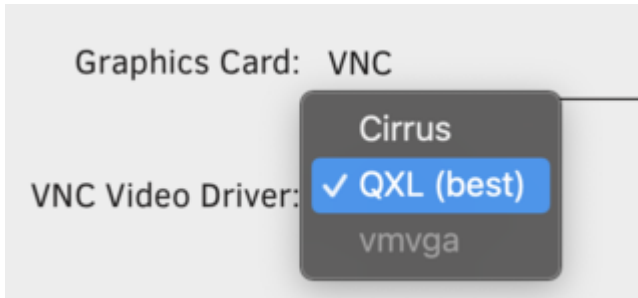 Graphics Card: VNC
Cirrus
VNC Video Driver: ✓ QXL (best)
vmvga